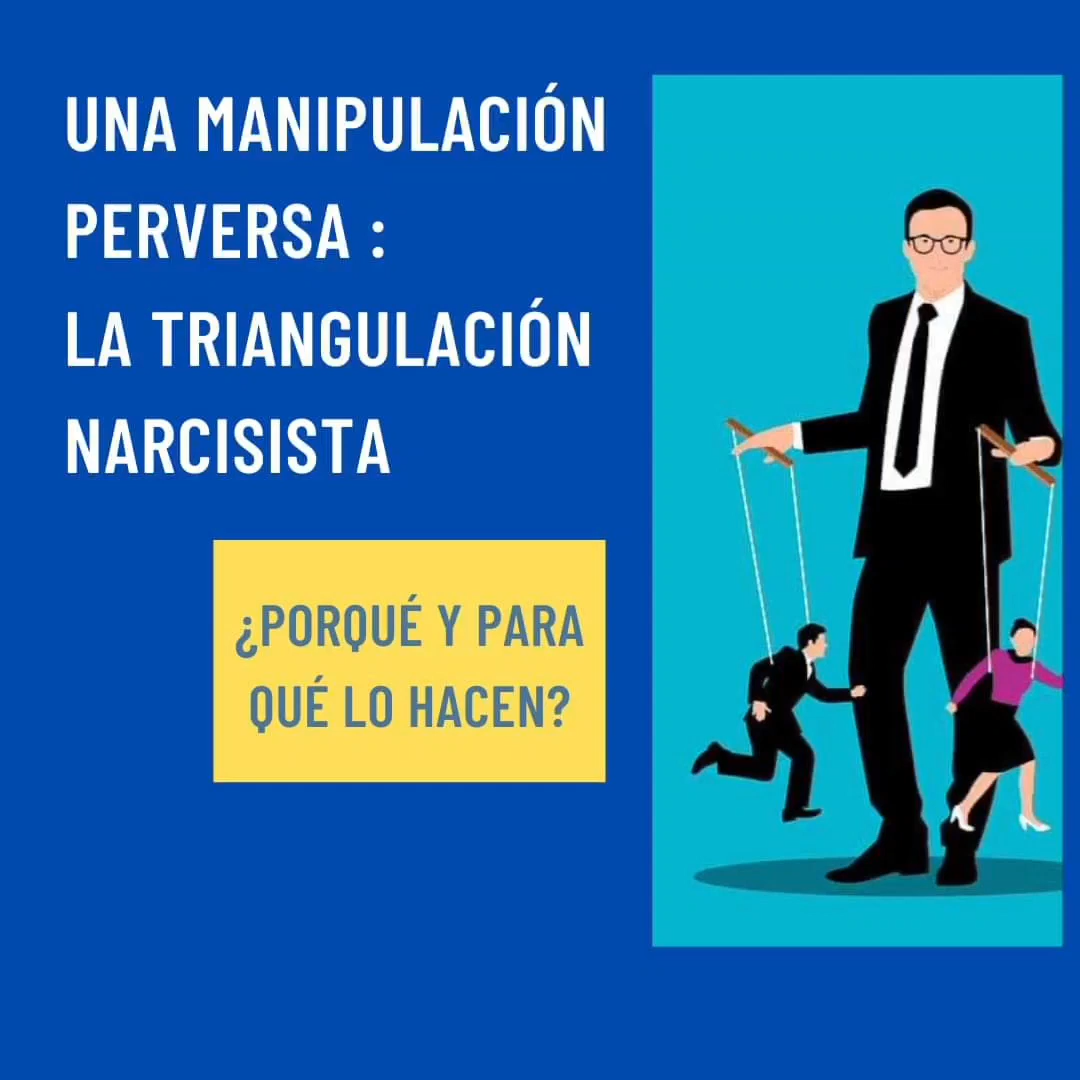 UNA MANIPULACIÓN
PERVERSA :
LA TRIANGULACIÓN
NARCISISTA
¿PORQUÉ Y PARA
QUÉ LO HACEN?